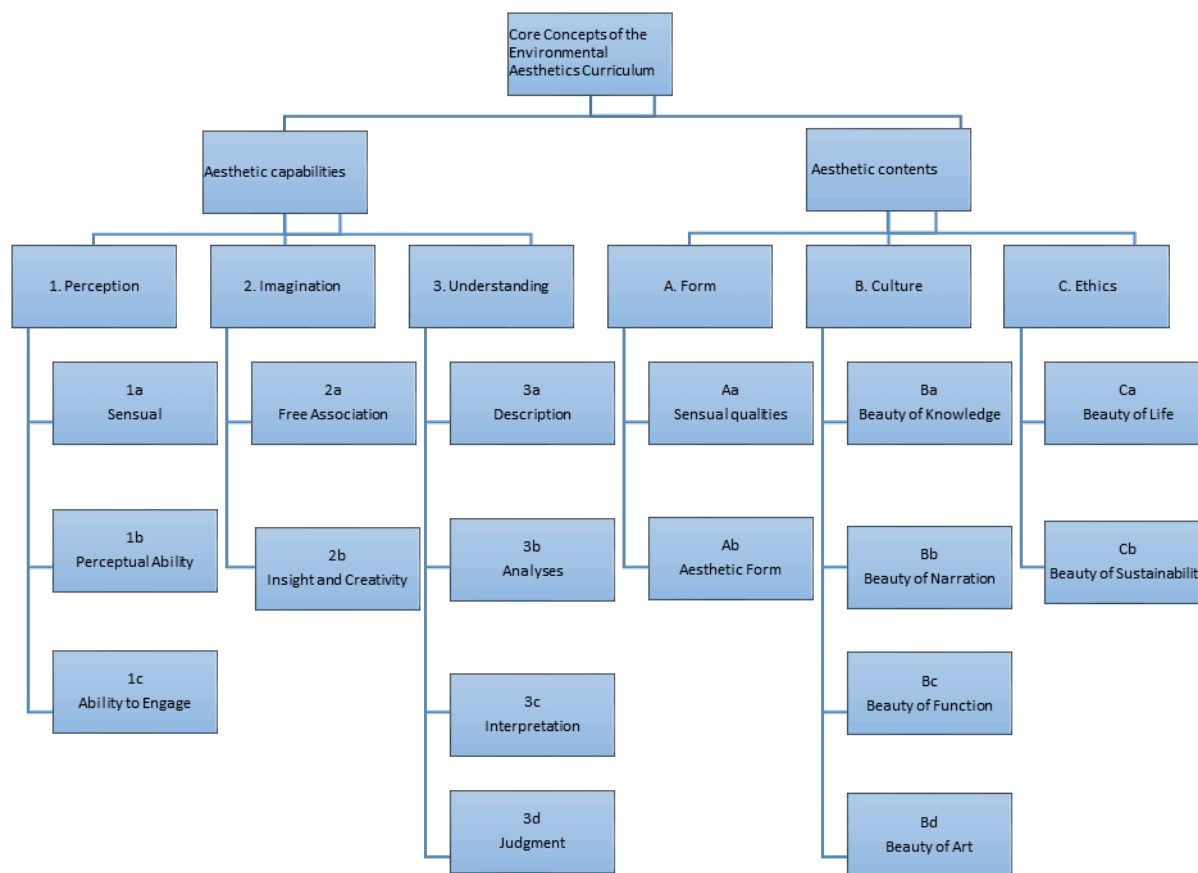 Core Concepts of the
Environmental
Aesthetics Curriculum
Aesthetic capabilities
Aesthetic contents
1. Perception
2. Imagination
3. Understanding
A. Form
B. Culture
C. Ethics
1a
Sensual
2a
Free Association
3a
Description
Aa
Sensual qualities
Ba
Beauty of Knowledge
Ca
Beauty of Life
1b
Perceptual Ability
2b
Insight and Creativity
3b
Analyses
Ab
Aesthetic Form
Bb
Beauty of Narration
Cb
Beauty of Sustainabilit
1c
Ability to Engage
3c
Interpretation
Bc
Beauty of Function
3d
Judgment
Bd
Beauty of Art